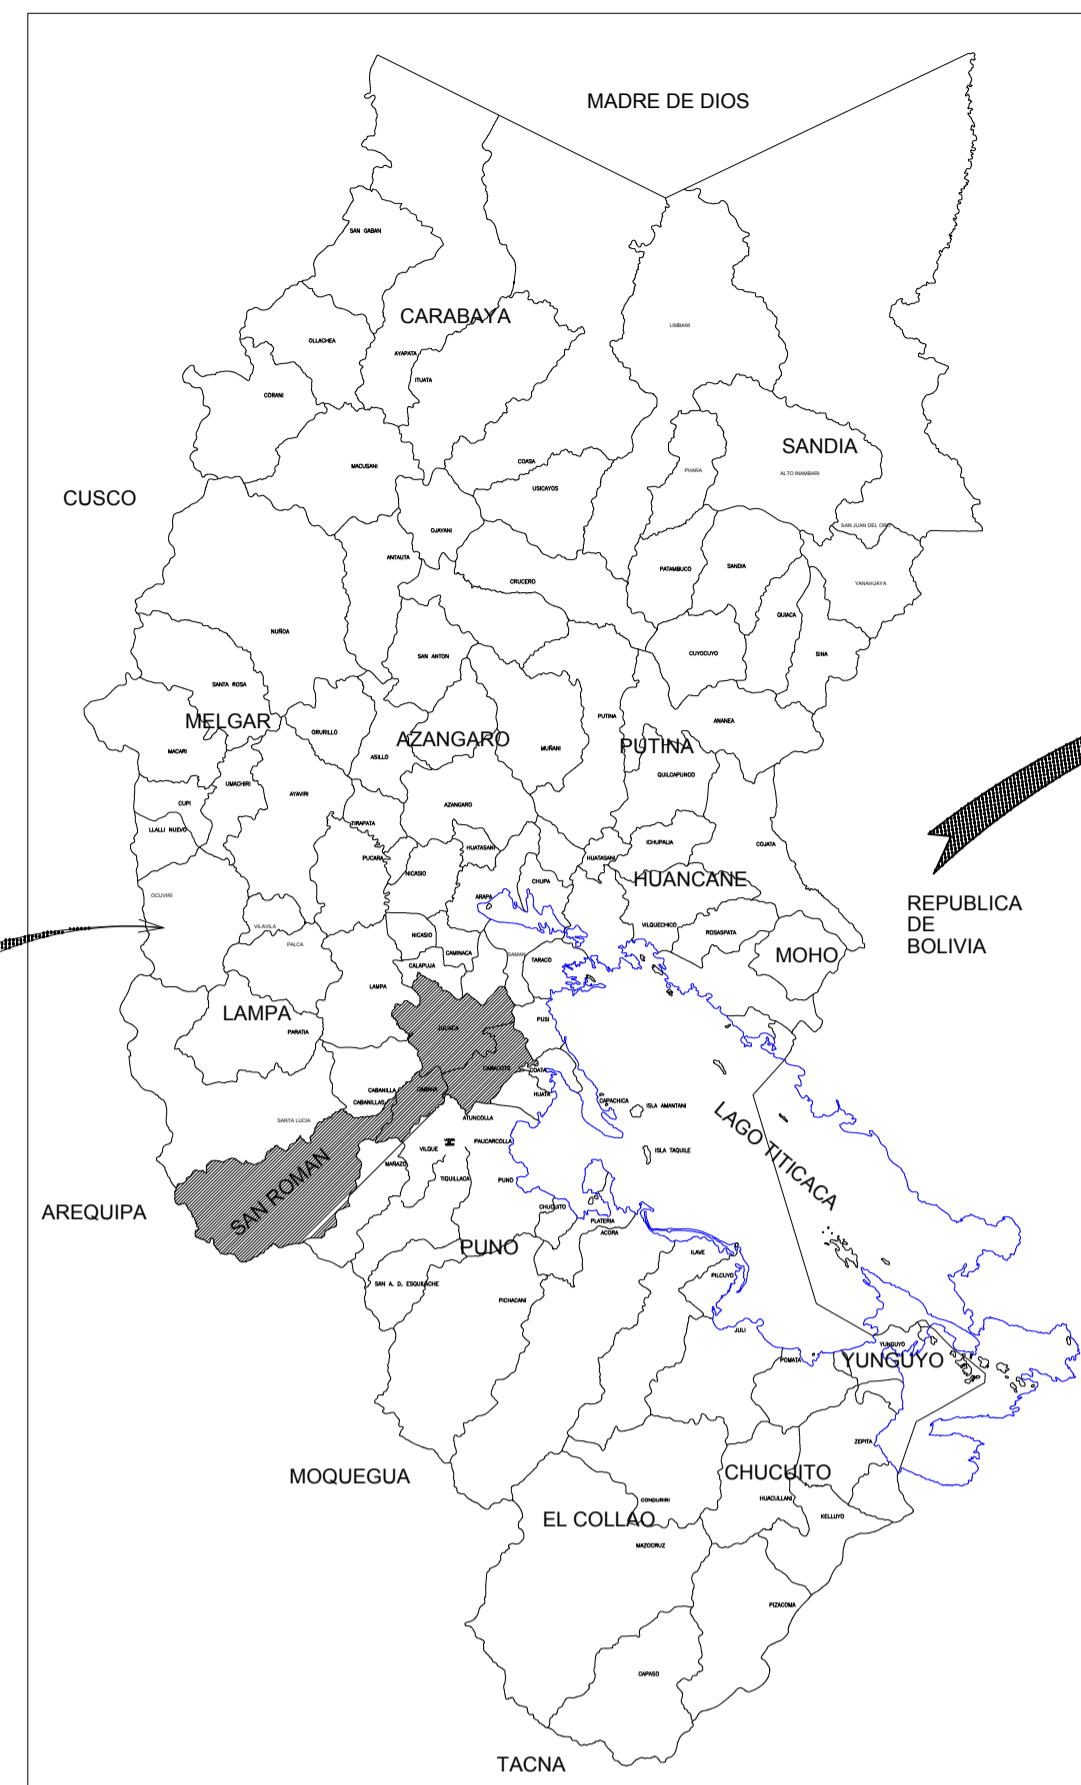 MADRE DE DIOS
SAN GABAN
CARABAYA
LIMBANI
OLLACHEA
AYAPATA
ITUATA
CORANI
SANDIA
COASA
MACUSANI
PHARA
ALTO INAMBARI
USICAYOS
CUSCO
SAN JUAN DEL ORO
OJAYANI
ANTAUTA
PATAMBUCO
SANDIA
CRUCERO
YANAHUAYA
QUIACA
NUÑOA
SAN ANTON
CUYOCUYO
SINA
SANTA ROSA
MELGAR
PUTINA
ANANEA
ORURILLO
AZANGARO
PUTINA
MACARI
ASILLO
MUÑANI
QUILCAPUNCO
UMACHIRI
AYAVIRI
CUPI
AZANGARO
LLALLI NUEVO
TIRAPATA
ICHUPALIA
COJATA
HUATASANI
PUCARA
HUATASANI
NICASIO
CHUPA
HUANCANE
OCUVIRI
ARAPA
REPUBLICA
DE
BOLIVIA
VILAVILA
VILQUECHICO
ROSASPATA
NICASIO
PALCA
CAMINACA
SAMAN
TARACO
MOHO
CALAPUJA
LAMPA
LAMPA
PUSI
PARATIA
JULIACA
CARACOTO
COATA
CABANILLA
CABANA
HUATA
CABANILLAS
CAPACHICA
ISLA AMANTANI
SANTA LUCIA
ATUNCOLLA
LAGO TITICACA
PAUCARCOLLA
VILQUE
ISLA TAQUILE
MAÑAZO
TIQUILLACA
PUNO
SAN ROMAN
AREQUIPA
CHUCUITO
PLATERIA
ACORA
PUNO
ILAVE
PILCUYO
SAN A. D. ESQUILACHE
PICHACANI
JULI
YUNGUYO
POMATA
YUNGUYO
ZEPITA
MOQUEGUA
CHUCUITO
CONDURIRI
HUACULLANI
EL COLLAO
KELLUYO
MAZOCRUZ
PIZACOMA
CAPASO
TACNA